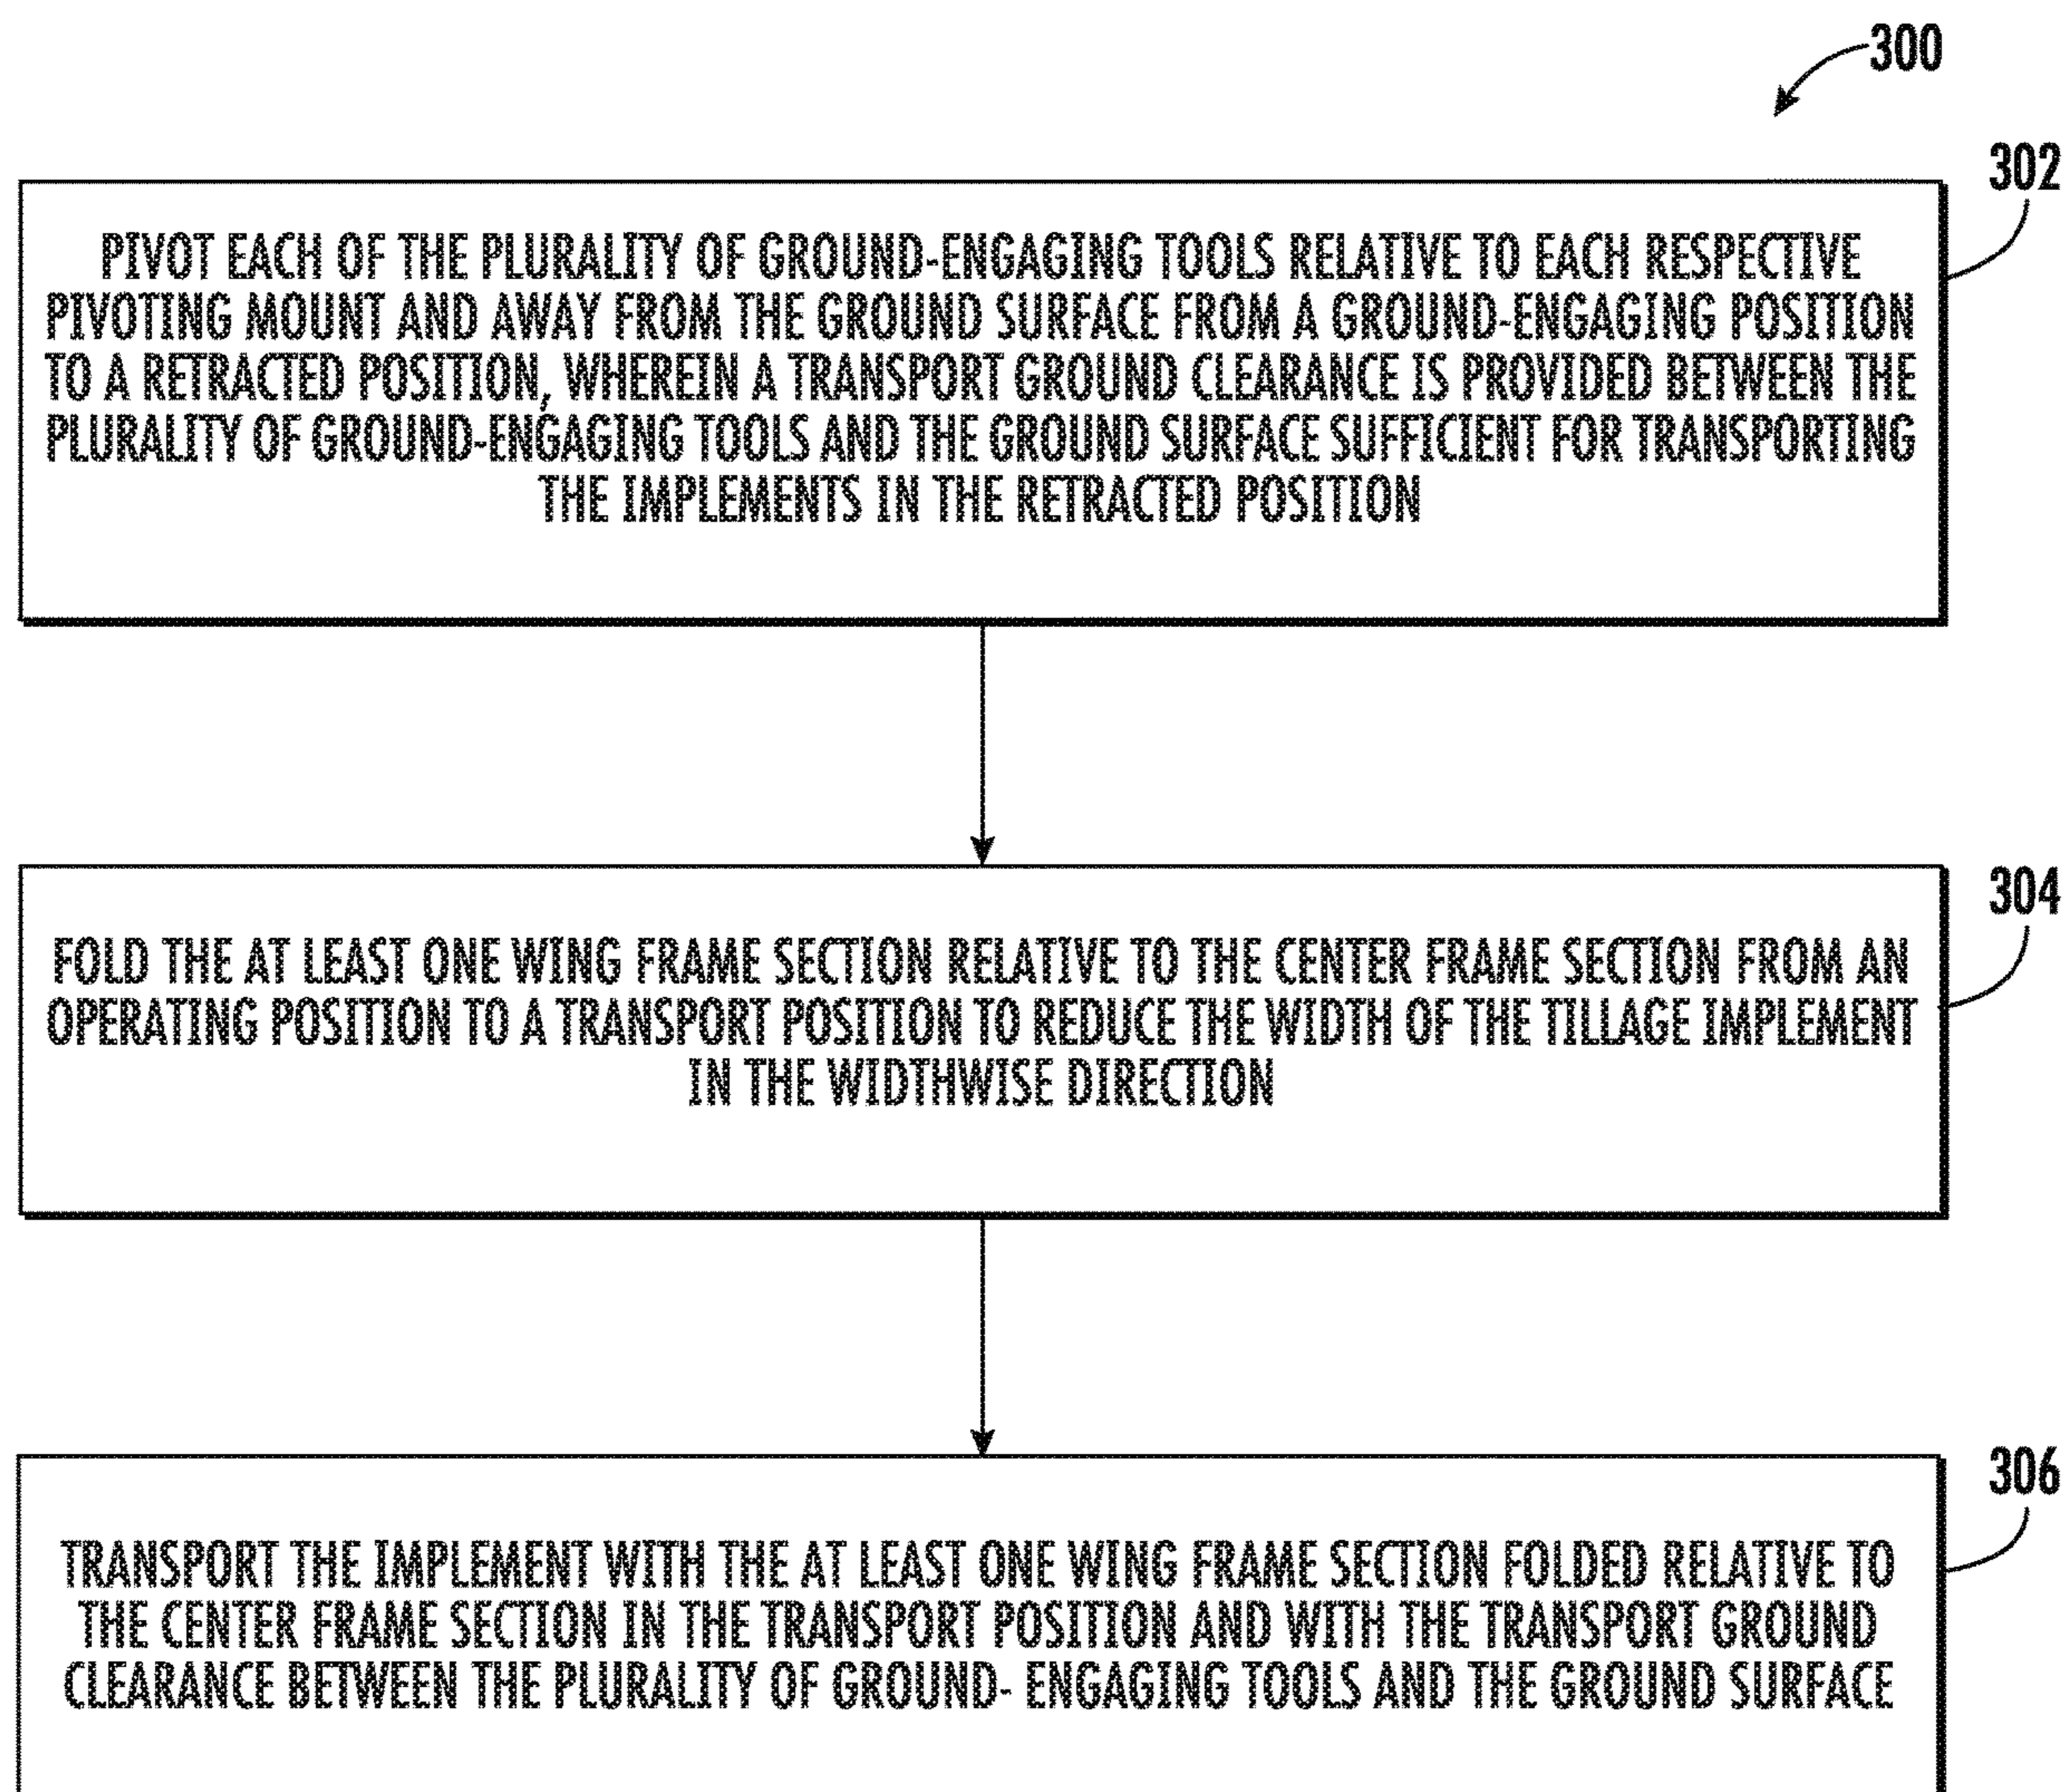 300
302
PIVOT EACH OF THE PLURALITY OF GROUND-ENGAGING TOOLS RELATIVE TO EACH RESPECTIVE
PIVOTING MOUNT AND AWAY FROM THE GROUND SURFACE FROM A GROUND-ENGAGING POSITION
TO A RETRACTED POSITION, WHEREIN A TRANSPORT GROUND CLEARANCE IS PROVIDED BETWEEN THE
PLURALITY OF GROUND-ENGAGING TOOLS AND THE GROUND SURFACE SUFFICIENT FOR TRANSPORTING
THE IMPLEMENTS IN THE RETRACTED POSITION
304
FOLD THE AT LEAST ONE WING FRAME SECTION RELATIVE TO THE CENTER FRAME SECTION FROM AN
OPERATING POSITION TO A TRANSPORT POSITION TO REDUCE THE WIDTH OF THE TILLAGE IMPLEMENT
IN THE WIDTHWISE DIRECTION
306
TRANSPORT THE IMPLEMENT WITH THE AT LEAST ONE WING FRAME SECTION FOLDED RELATIVE TO
THE CENTER FRAME SECTION IN THE TRANSPORT POSITION AND WITH THE TRANSPORT GROUND
CLEARANCE BETWEEN THE PLURALITY OF GROUND- ENGAGING TOOLS AND THE GROUND SURFACE